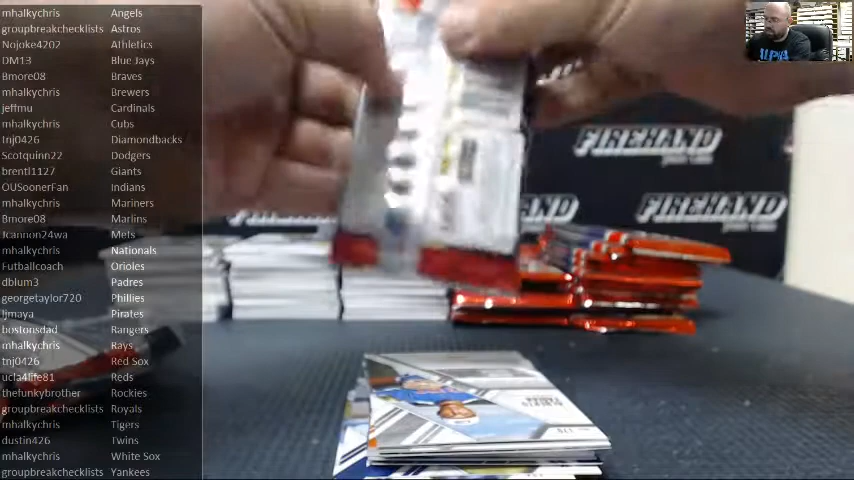 mhalkychris Angels
groupbreakchecklists Astros
Nojoke4202 Athletics
DM13 Blue Jays
Bmore08 Braves
mhalkychris Brewers
jeffmu Cardinals
mhalkychris Cubs
tnj0426 Diamondbacks
Scotquinn22 Dodgers
brentl1127 Giants
OUSoonerFan Indians
mhalkychris Mariners
Bmore08 Marlins
Jcannon24wa Mets
mhalkychris Nationals
Futballcoach Orioles
dblum3 Padres
georgetaylor720 Phillies
ljmaya Pirates
bostonsdad Rangers
mhalkychris Rays
tnj0426 Red Sox
ucla4life81 Reds
thefunkybrother Rockies
groupbreakchecklists Royals
mhalkychris Tigers
dustin426 Twins
mhalkychris White Sox
groupbreakchecklists Yankees
FIREHAND
FIREHAND